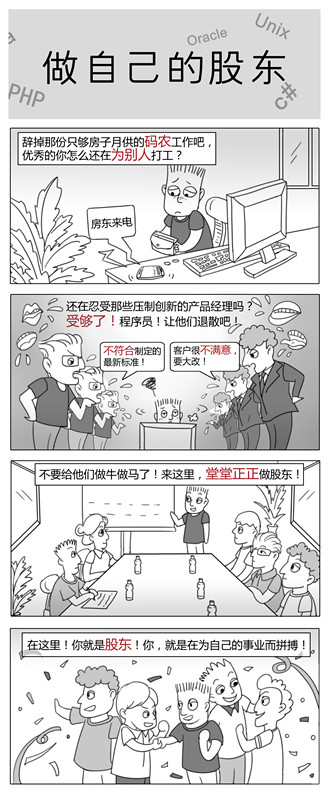 Unix
Oracle
a
PHP
c#
做自己的股东
辞掉那份只够房子月供的码农工作吧，
优秀的你怎么还在为别人打工？
房东来电
还在忍受那些压制创新的产品经理吗？
受够了！程序员！让他们退散吧！
不符合制定的
最新标准！
客户很不满意，
要大改！
不要给他们做牛做马了！来这里，堂堂正正做股东！
在这里！你就是股东！你，就是在为自己的事业而拼搏！